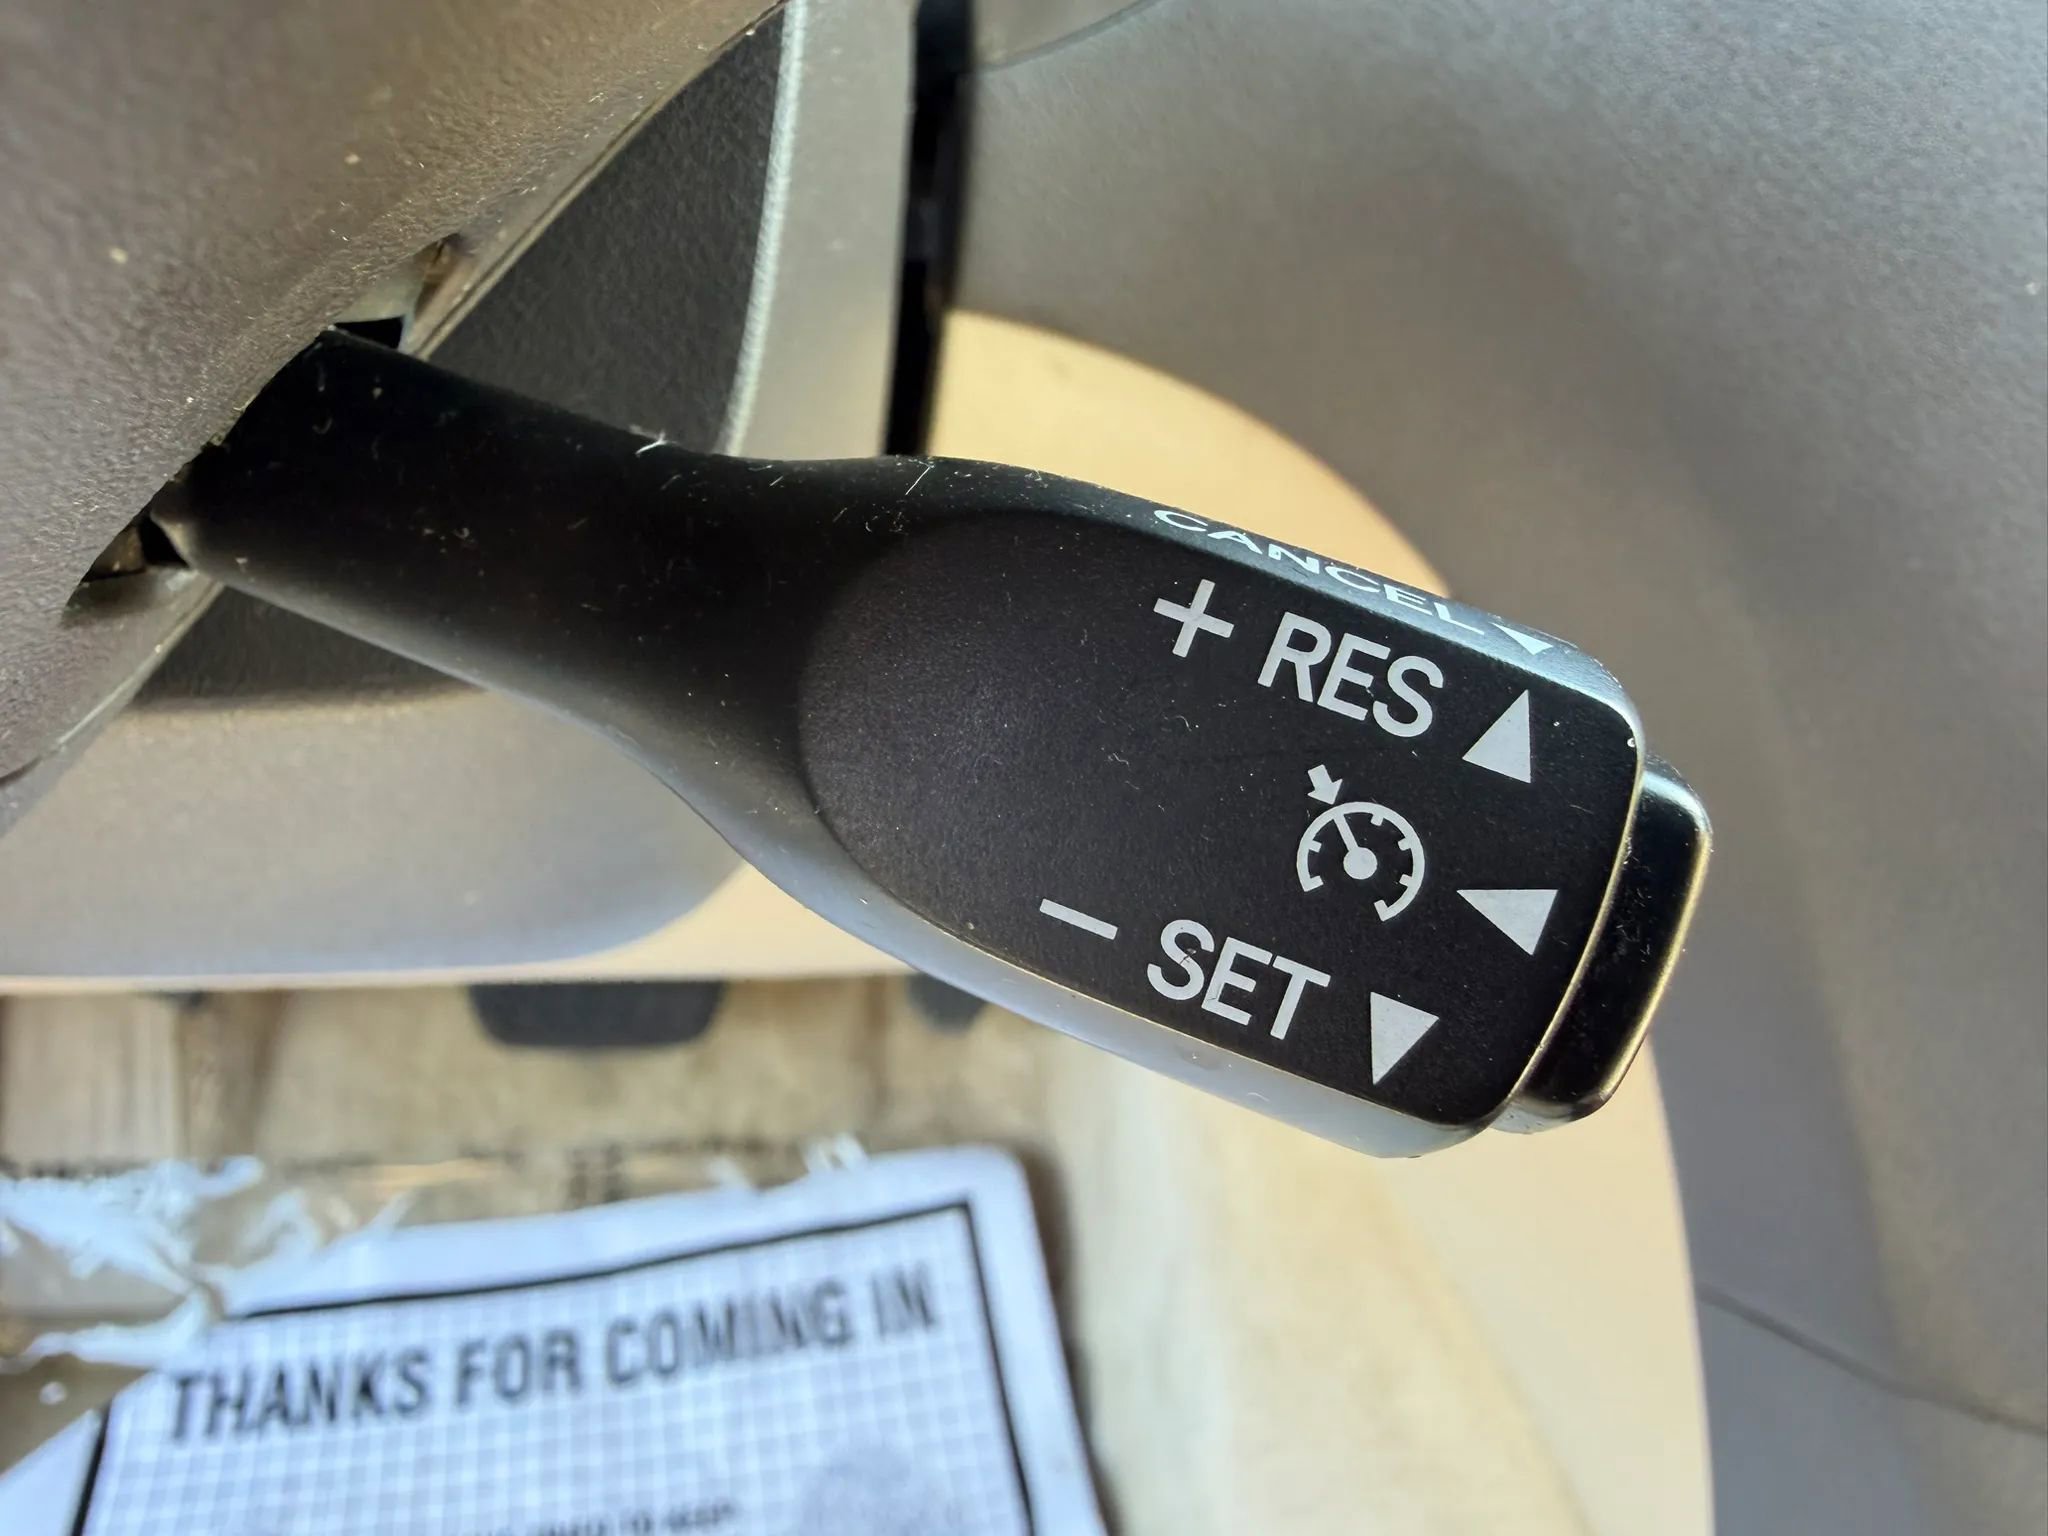 CANCEL
+ RES
- SET
THANKS FOR COMING IN